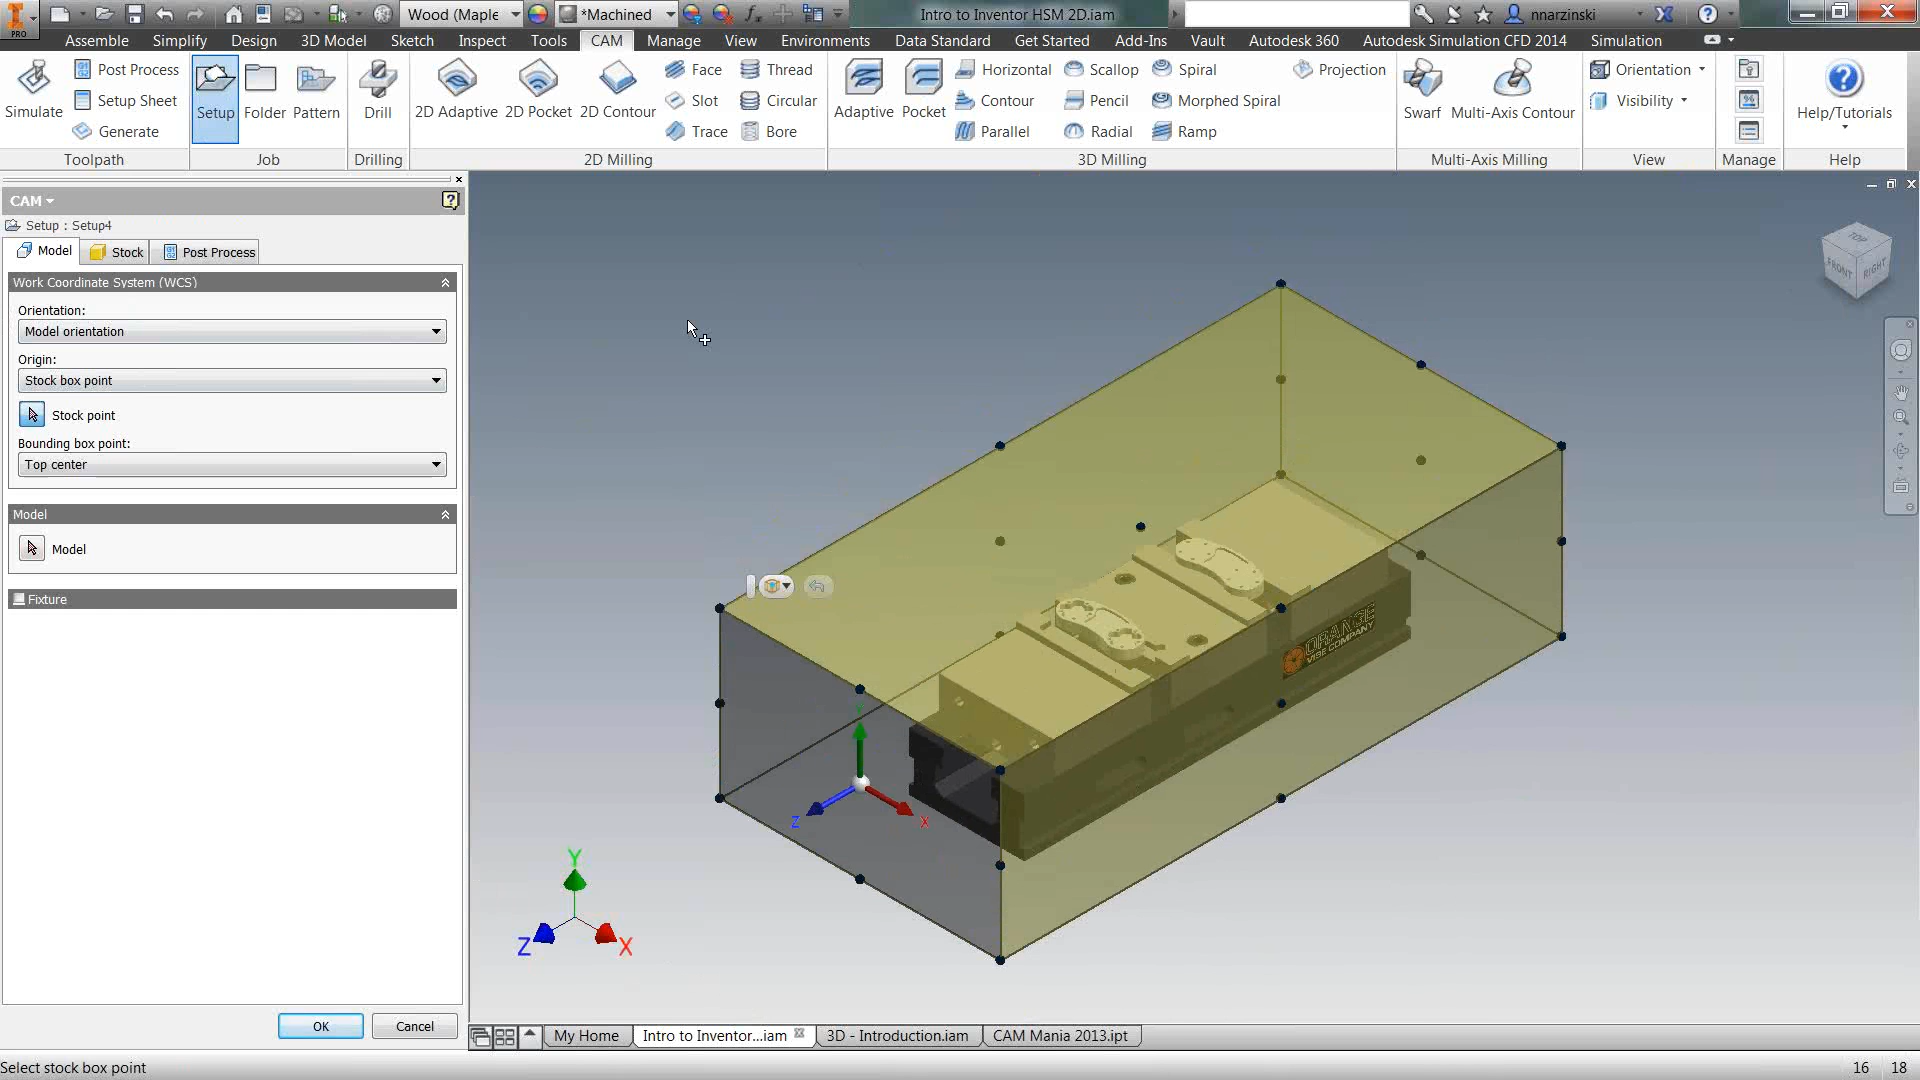 PRO
Wood (Maple
*Machined
Intro to Inventor HSM 2D.iam
nnarzinski
Assemble Simplify Design 3D Model Sketch Inspect Tools CAM Manage View Environments Data Standard Get Started Add-Ins Vault Autodesk 360 Autodesk Simulation CFD 2014 Simulation
Simulate
Post Process
Setup Sheet
Generate
Toolpath
Setup
Folder
Pattern
Job
Drill
Drilling
2D Adaptive
2D Pocket
2D Contour
Face
Slot
Trace
Thread
Circular
Bore
2D Milling
Adaptive
Pocket
Horizontal
Contour
Parallel
Scallop
Pencil
Radial
Spiral
Morphed Spiral
Ramp
Projection
3D Milling
Swarf
Multi-Axis Contour
Multi-Axis Milling
Orientation
Visibility
View
Manage
Help/Tutorials
Help
CAM
Setup : Setup4
Model
Stock
Post Process
Work Coordinate System (WCS)
Orientation:
Model orientation
Origin:
Stock box point
Stock point
Bounding box point:
Top center
Model
Model
Fixture
OK
Cancel
TOP
FRONT
RIGHT
ORANGE
VISE COMPANY
Y
Z
X
Y
Z
X
My Home
Intro to Inventor...iam
3D - Introduction.iam
CAM Mania 2013.ipt
Select stock box point
16
18